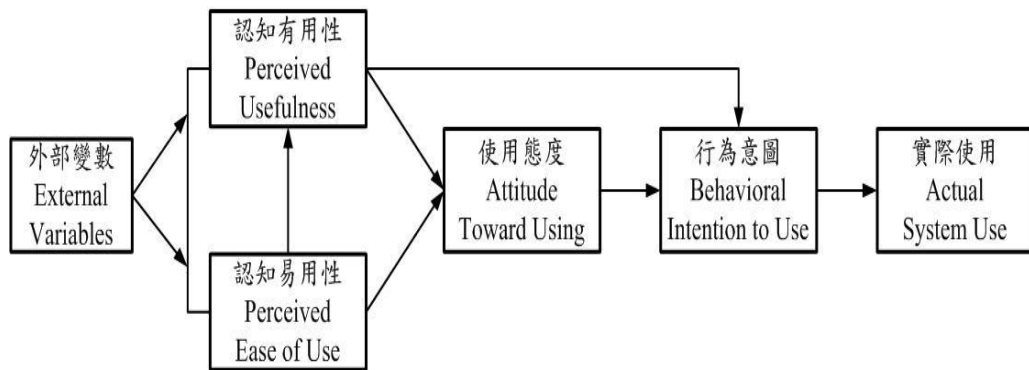 外部變數
External
Variables
認知有用性
Perceived
Usefulness
認知易用性
Perceived
Ease of Use
使用態度
Attitude
Toward Using
行為意圖
Behavioral
Intention to Use
實際使用
Actual
System Use